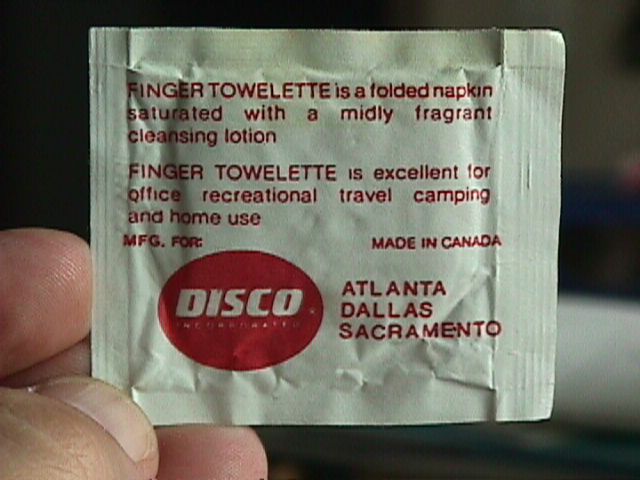 FINGER TOWELETTE is a folded napkin
saturated with a midly fragrant
cleansing lotion
FINGER TOWELETTE is excellent for
office recreational travel camping
and home use
MFG. FOR: MADE IN CANADA
DISCO
INCORPORATED
ATLANTA
DALLAS
SACRAMENTO